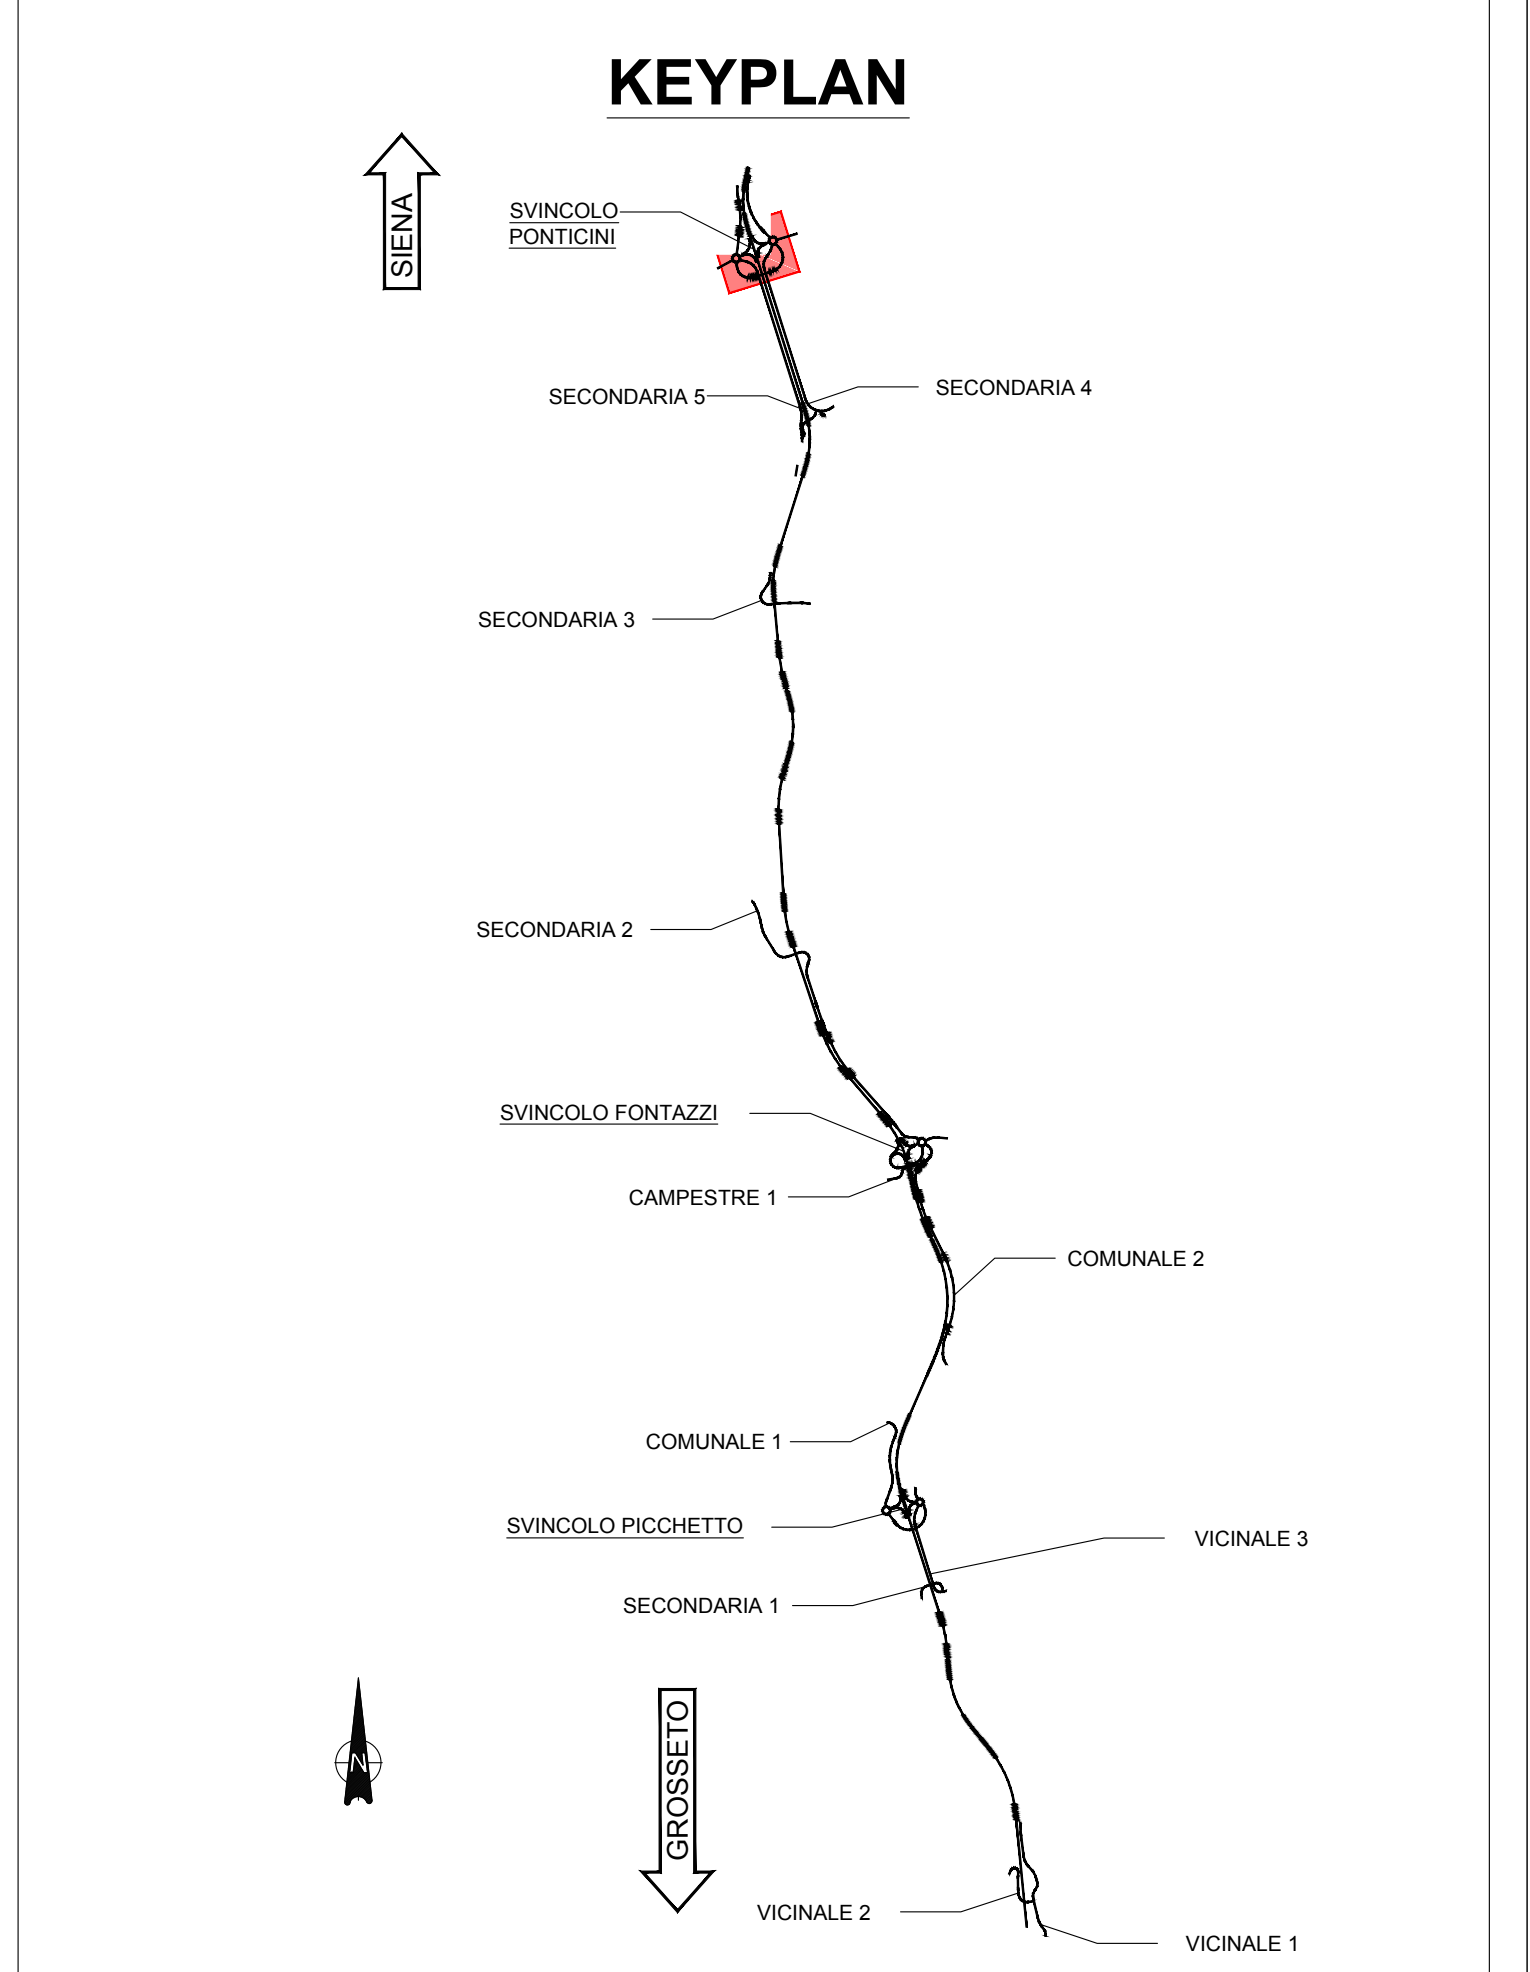 KEYPLAN
SIENA
SVINCOLO
PONTICINI
SECONDARIA 5
SECONDARIA 4
SECONDARIA 3
SECONDARIA 2
SVINCOLO FONTAZZI
CAMPESTRE 1
COMUNALE 2
COMUNALE 1
SVINCOLO PICCHETTO
VICINALE 3
SECONDARIA 1
N
GROSSETO
VICINALE 2
VICINALE 1